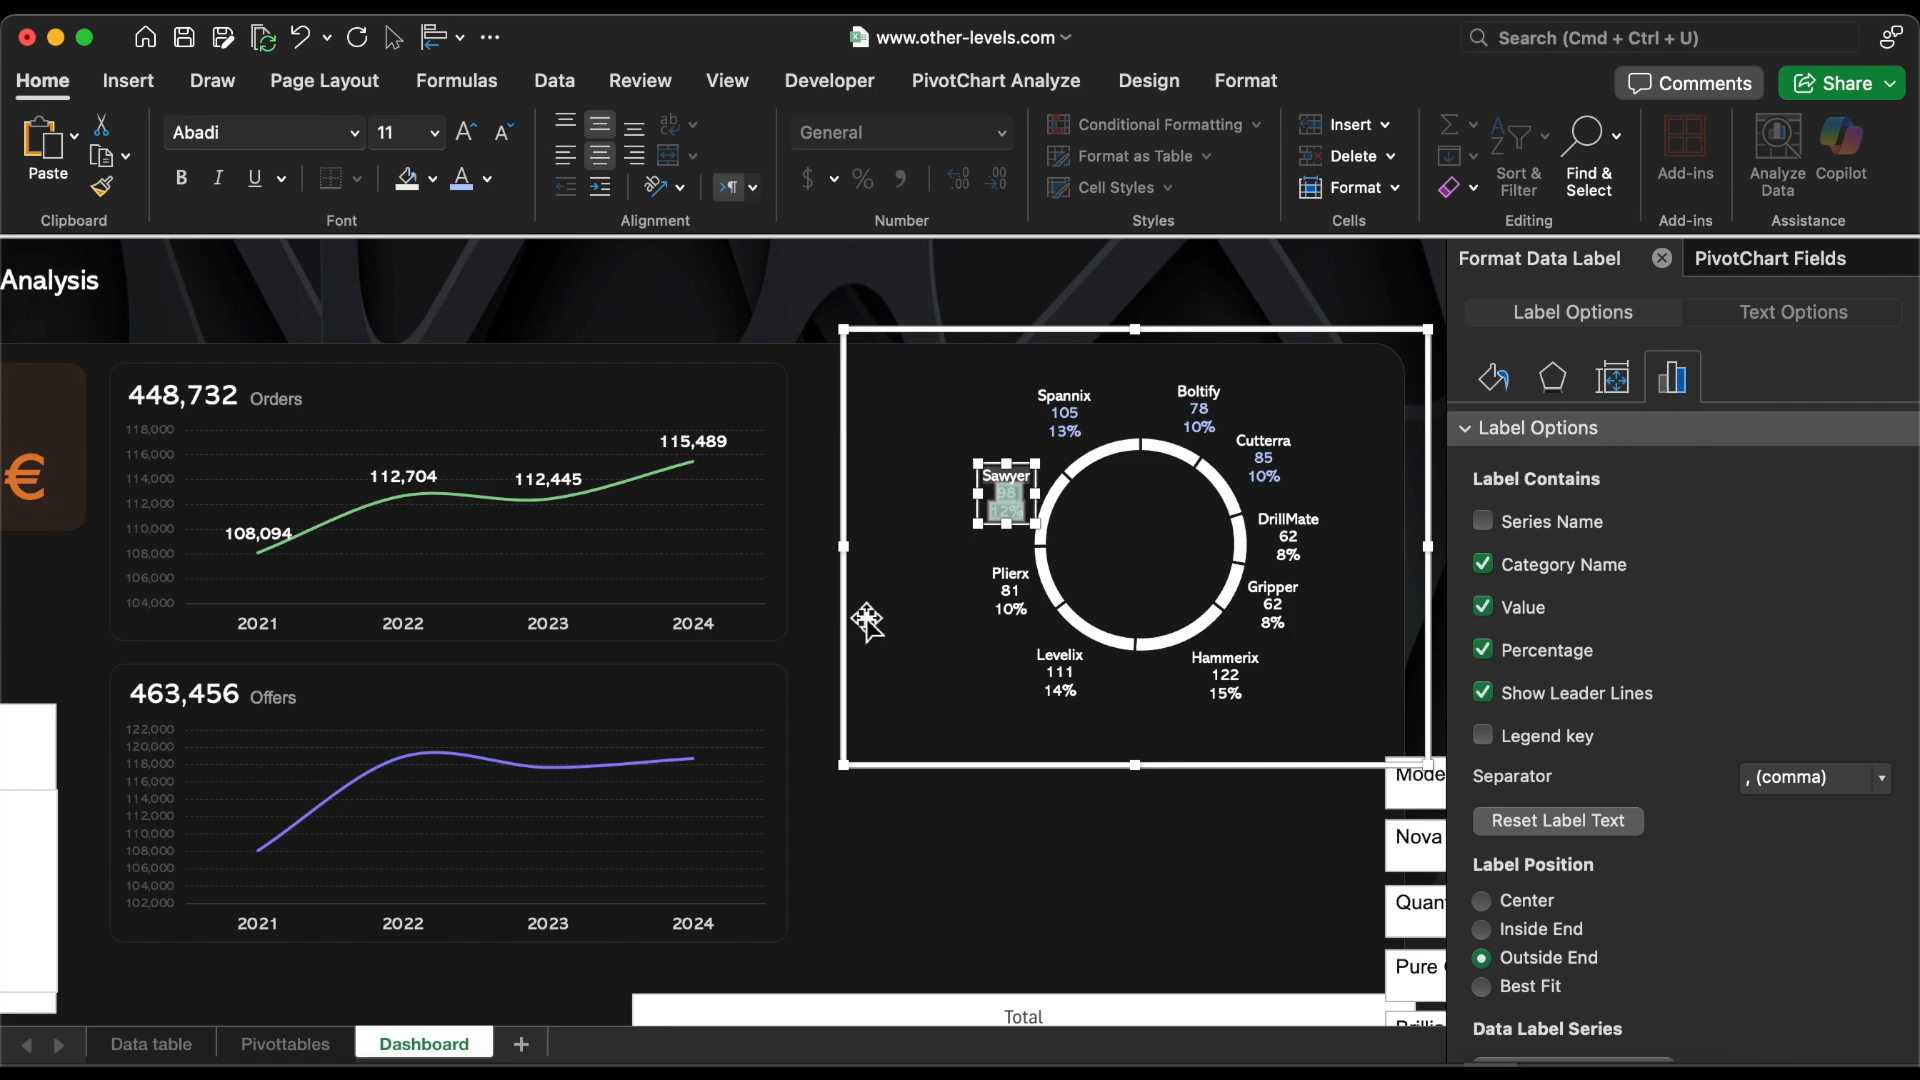 www.other-levels.com
Search (Cmd + Ctrl + U)
Home Insert Draw Page Layout Formulas Data Review View Developer PivotChart Analyze Design Format
Comments
Share
Paste
Clipboard
Abadi
11
B I U
A
Font
Alignment
General
$ % 
Number
Conditional Formatting
Format as Table
Cell Styles
Styles
Insert
Delete
Format
Cells
Sort & Filter
Find & Select
Editing
Add-ins
Add-ins
Analyze Data
Copilot
Assistance
Analysis
€
448,732 Orders
118,000
116,000
114,000
112,000
110,000
108,000
106,000
104,000
108,094
112,704
112,445
115,489
2021 2022 2023 2024
463,456 Offers
122,000
120,000
118,000
116,000
114,000
112,000
110,000
108,000
106,000
104,000
102,000
2021 2022 2023 2024
Spannix
105
13%
Boltify
78
10%
Cutterra
85
10%
Sawyer
98
12%
DrillMate
62
8%
Plierx
81
10%
Gripper
62
8%
Levelix
111
14%
Hammerix
122
15%
Mode
Nova
Quan
Pure
Total
Format Data Label
PivotChart Fields
Label Options
Text Options
Label Options
Label Contains
Series Name
Category Name
Value
Percentage
Show Leader Lines
Legend key
Separator
, (comma)
Reset Label Text
Label Position
Center
Inside End
Outside End
Best Fit
Data Label Series
Data table
Pivottables
Dashboard